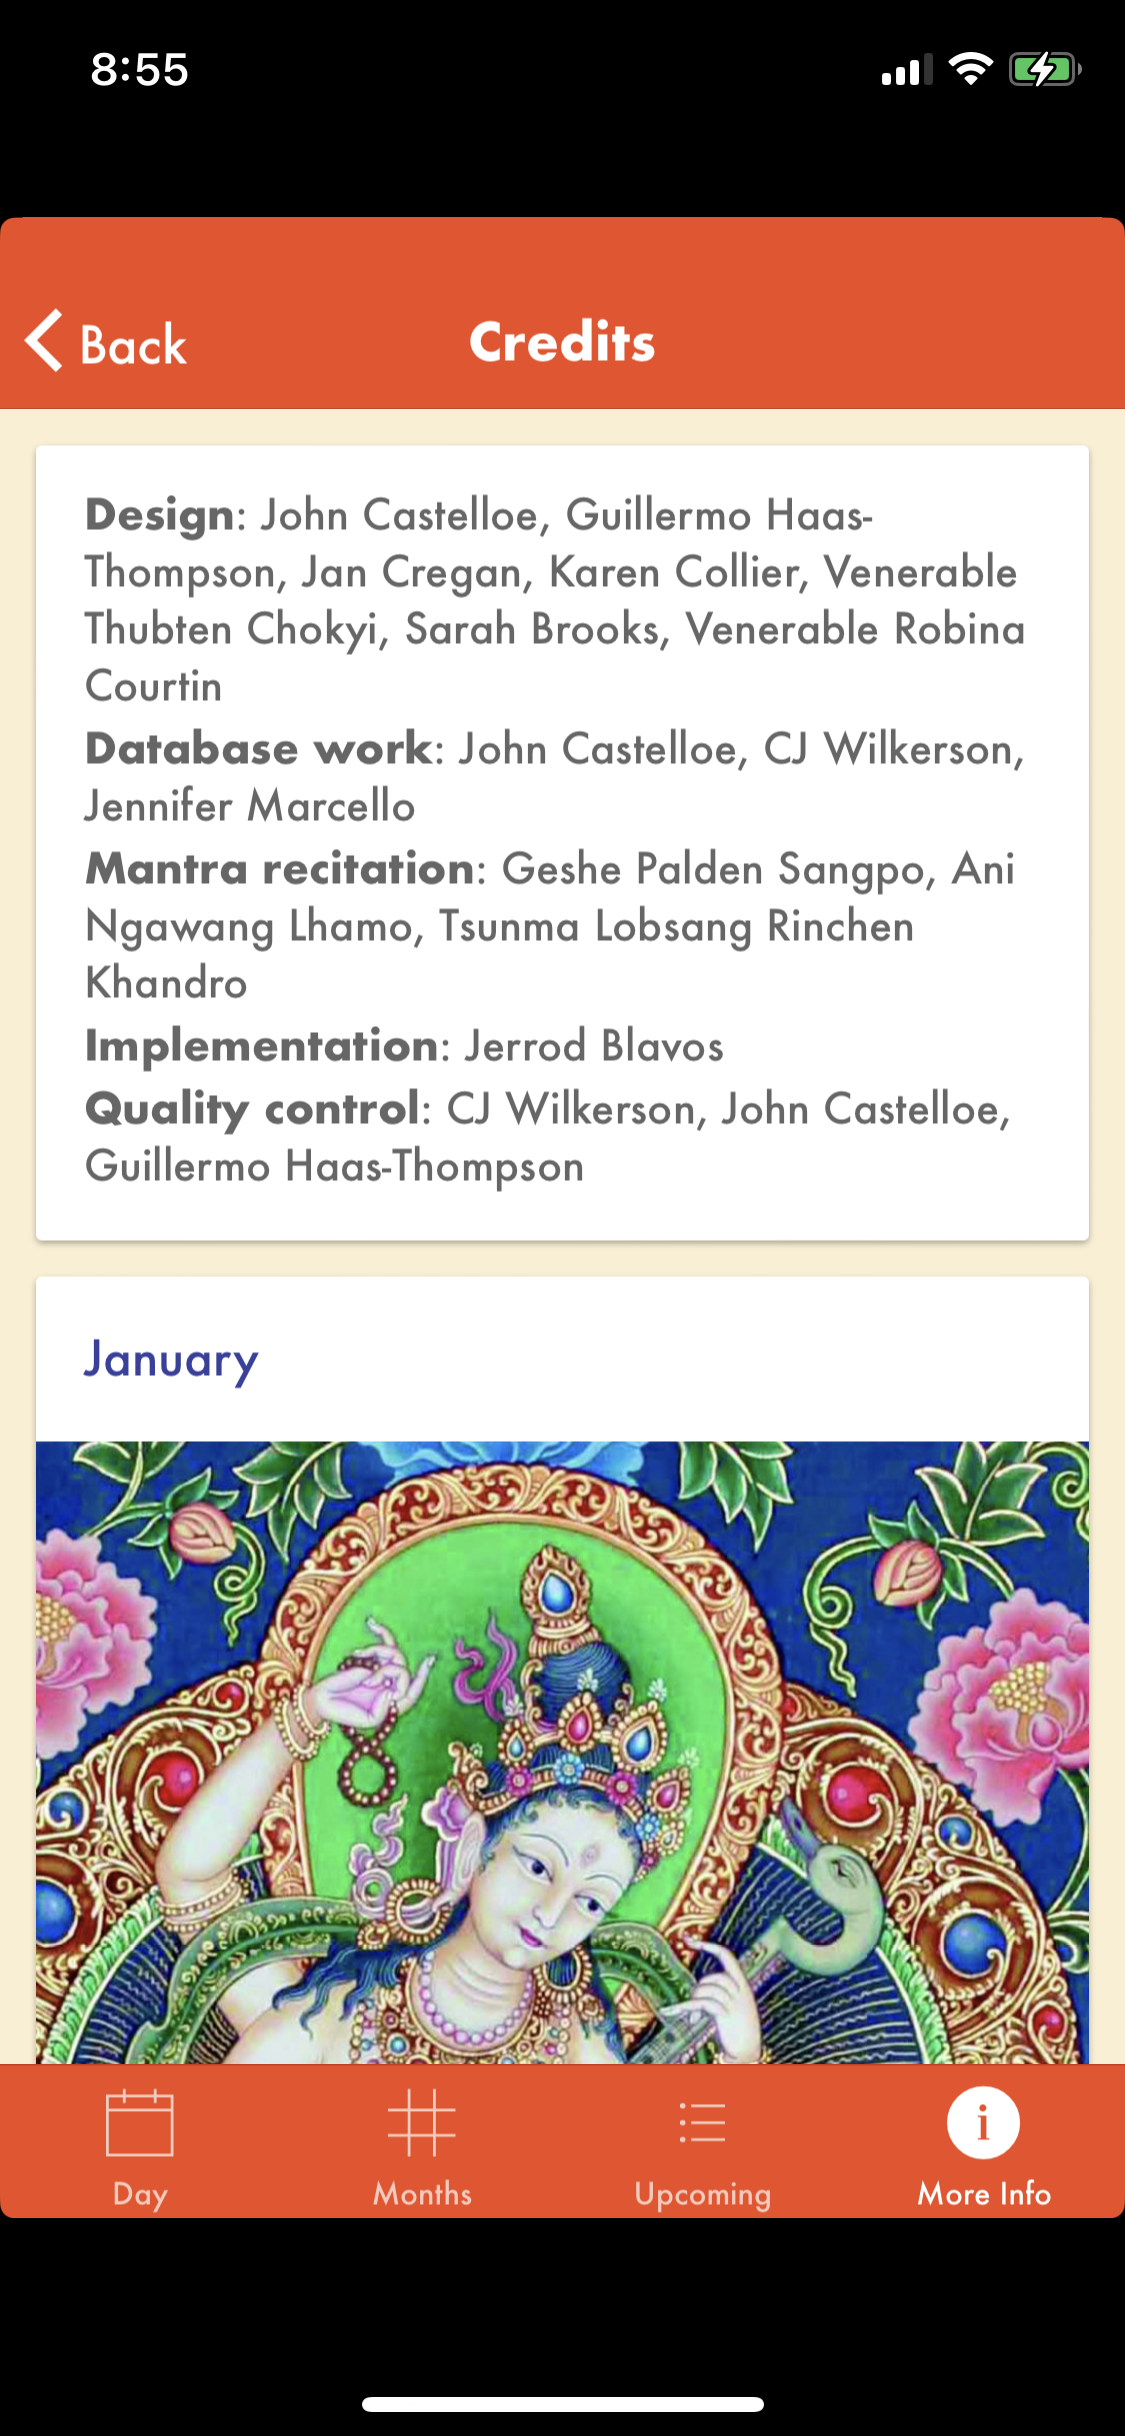 8:55
Back
Credits
Design: John Castelloe, Guillermo Haas-
Thompson, Jan Cregan, Karen Collier, Venerable
Thubten Chokyi, Sarah Brooks, Venerable Robina
Courtin
Database work: John Castelloe, CJ Wilkerson,
Jennifer Marcello
Mantra recitation: Geshe Palden Sangpo, Ani
Ngawang Lhamo, Tsunma Lobsang Rinchen
Khandro
Implementation: Jerrod Blavos
Quality control: CJ Wilkerson, John Castelloe,
Guillermo Haas-Thompson
January
Day
Months
Upcoming
More Info